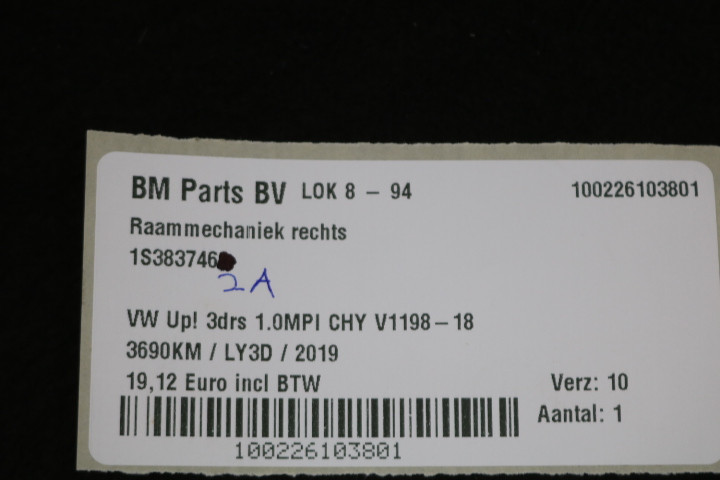 BM Parts BV LOK 8 - 94 100226103801
Raammechaniek rechts
1S383746
2A
VW Up! 3drs 1.0MPI CHY V1198-18
3690KM / LY3D / 2019
19,12 Euro incl BTW Verz: 10
Aantal: 1
100226103801